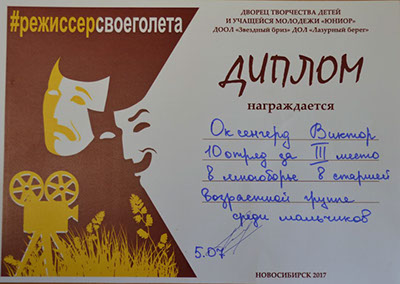 #режиссерсвоеголета
ДВОРЕЦ ТВОРЧЕСТВА ДЕТЕЙ
И УЧАЩЕЙСЯ МОЛОДЕЖИ «ЮНИОР»
ДООЛ «Звездный бриз» ДОЛ «Лазурный берег»
ДИПЛОМ
награждается
Оксенгерд Виктор
10 отряд за III место
в многоборье в старшей
возрастной группе
среди мальчиков
5.07
НОВОСИБИРСК 2017